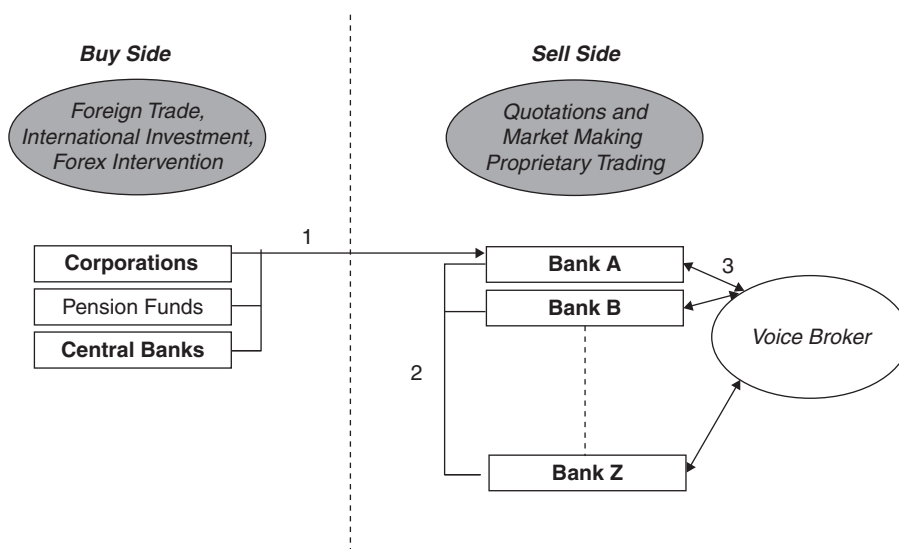 Buy Side
Foreign Trade,
International Investment,
Forex Intervention
Sell Side
Quotations and
Market Making
Proprietary Trading
1
Corporations
Pension Funds
Central Banks
Bank A
Bank B
2
Bank Z
3
Voice Broker